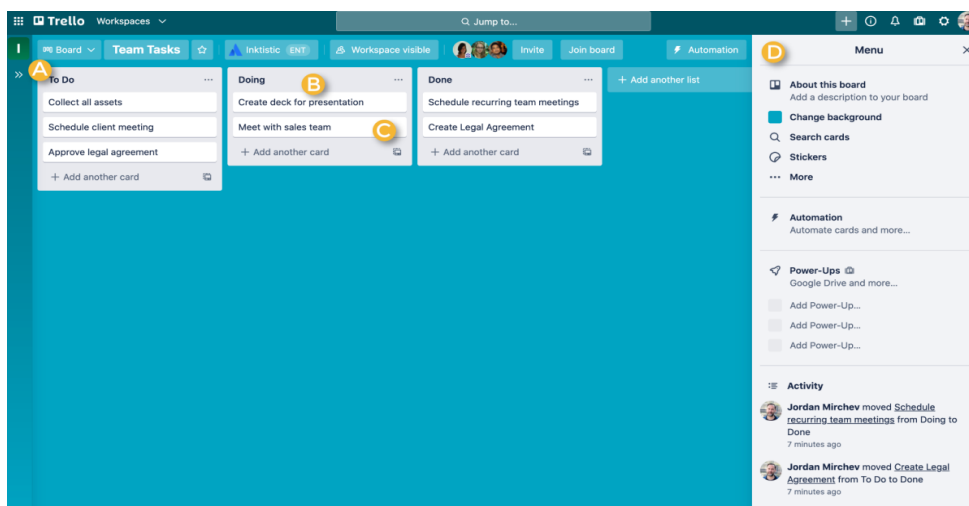 Trello Workspaces
Jump to...
I
Board Team Tasks Inktistic ENT Workspace visible Invite Join board Automation
A
To Do
Collect all assets
Schedule client meeting
Approve legal agreement
+ Add another card
B
Doing
Create deck for presentation
Meet with sales team
C
+ Add another card
Done
Schedule recurring team meetings
Create Legal Agreement
+ Add another card
+ Add another list
D
Menu
About this board
Add a description to your board
Change background
Search cards
Stickers
More
Automation
Automate cards and more...
Power-Ups
Google Drive and more...
Add Power-Up...
Add Power-Up...
Add Power-Up...
Activity
Jordan Mirchev moved Schedule
recurring team meetings from Doing to
Done
7 minutes ago
Jordan Mirchev moved Create Legal
Agreement from To Do to Done
7 minutes ago